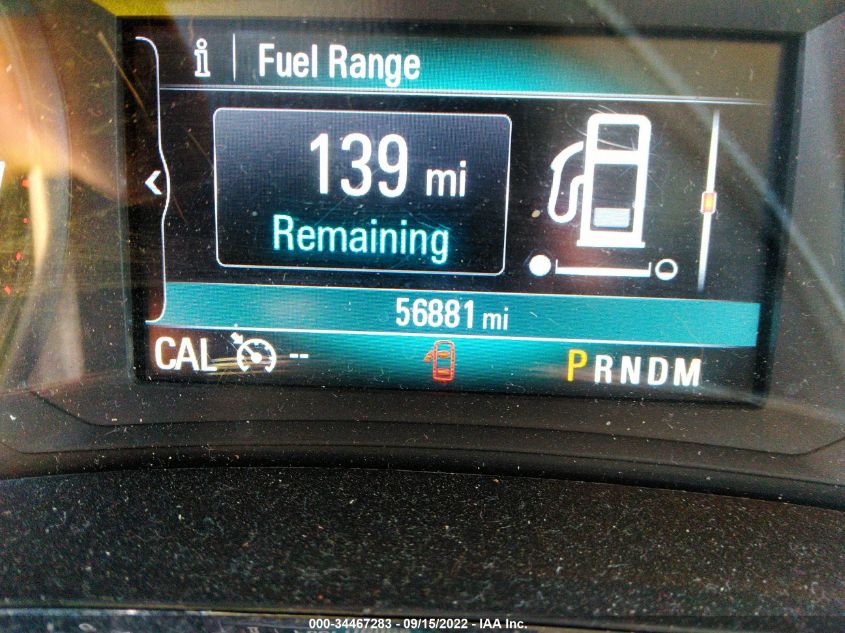 i | Fuel Range
139 mi
Remaining
56881 mi
CAL -- PRNDM
000-34467283 - 09/15/2022 - IAA Inc.